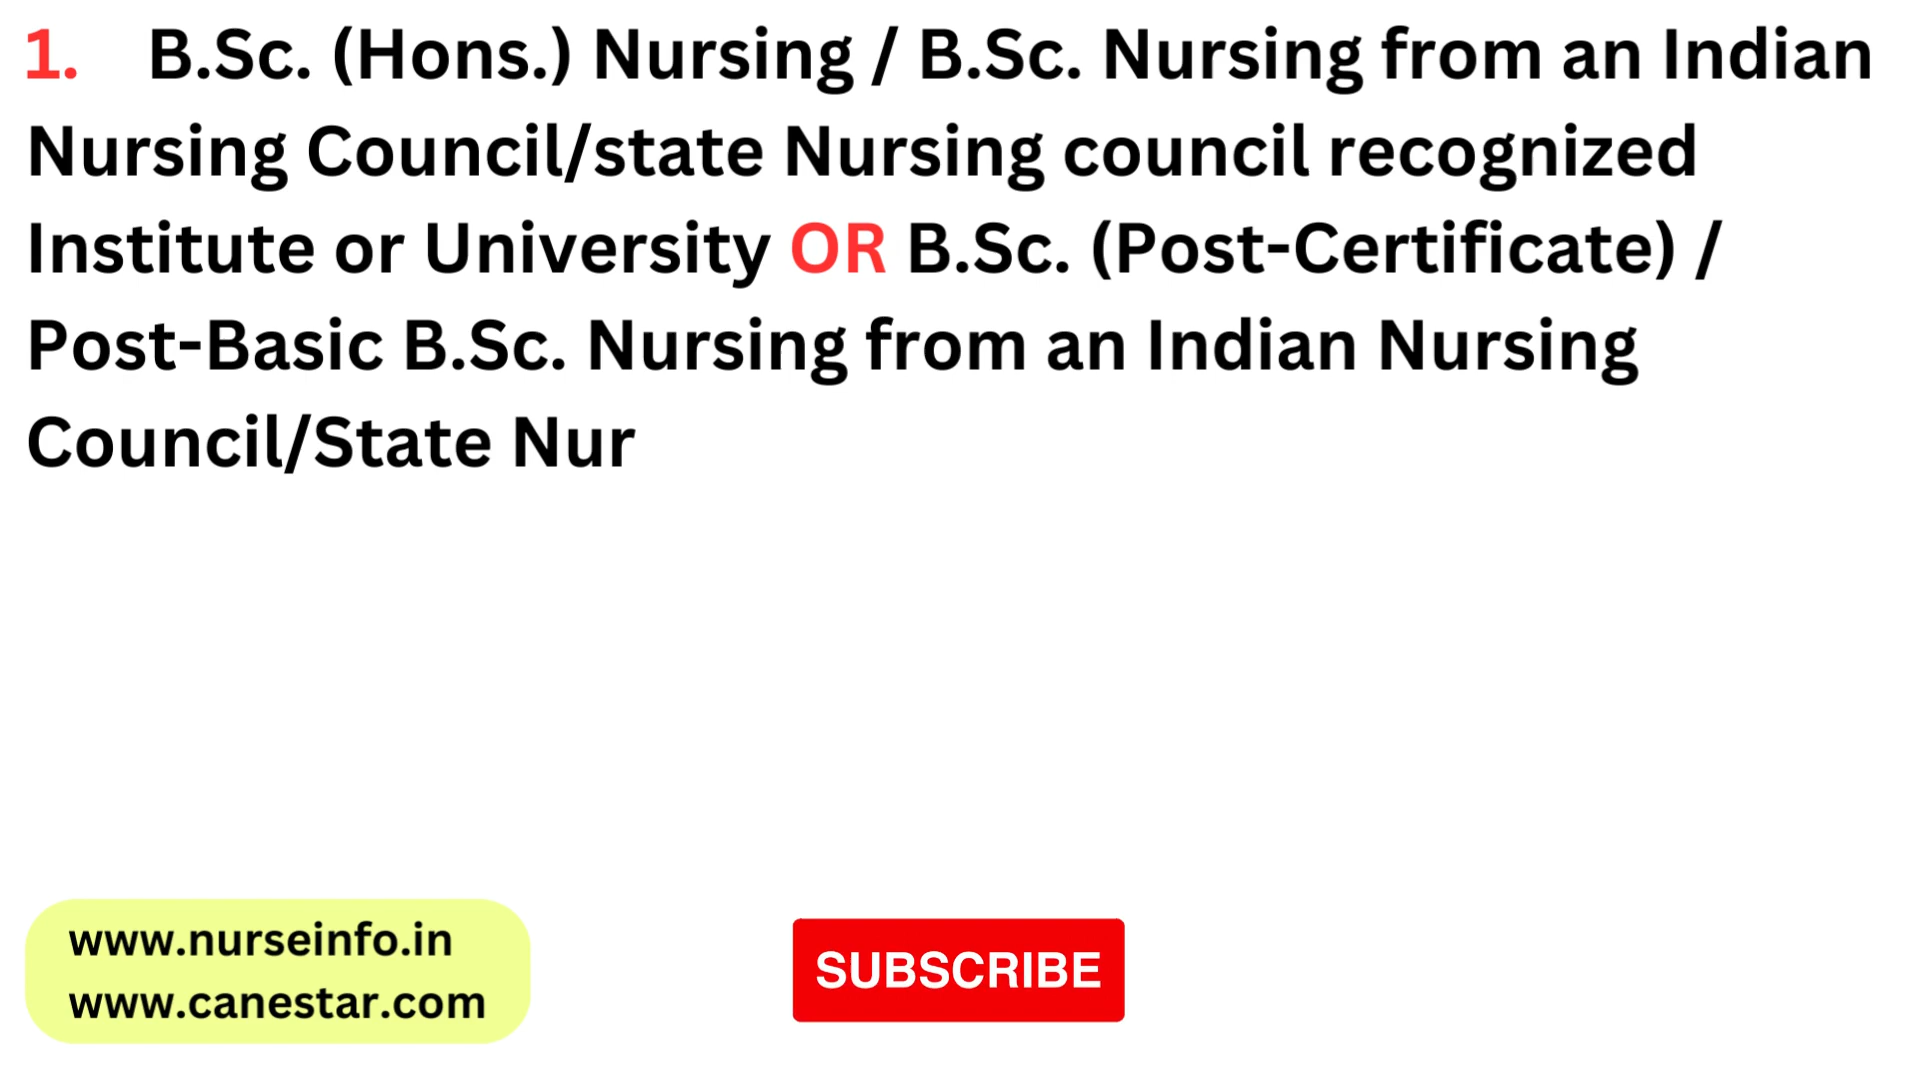 1. B.Sc. (Hons.) Nursing / B.Sc. Nursing from an Indian
Nursing Council/state Nursing council recognized
Institute or University OR B.Sc. (Post-Certificate) /
Post-Basic B.Sc. Nursing from an Indian Nursing
Council/State Nur
www.nurseinfo.in
www.canestar.com
SUBSCRIBE